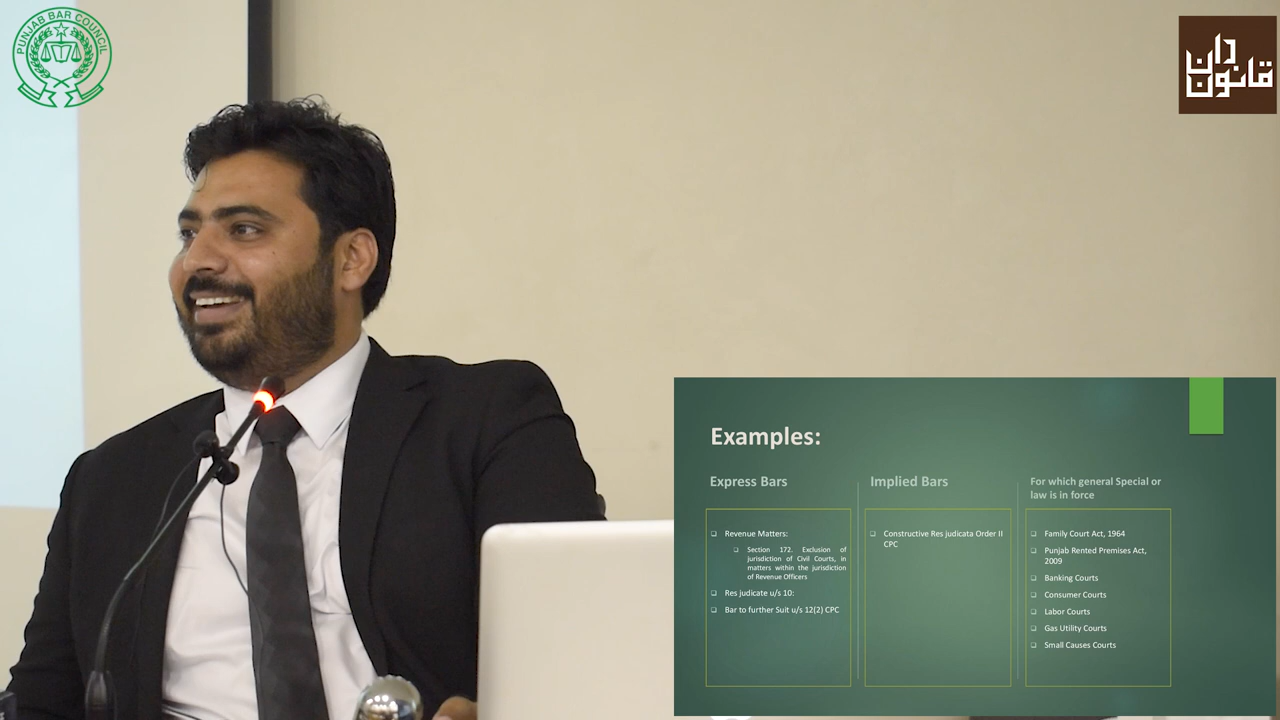 PUNJAB BAR COUNCIL
قانون دان
Examples:
Express Bars
Revenue Matters:
Section 172. Exclusion of
jurisdiction of Civil Courts, in
matters within the jurisdiction
of Revenue Officers
Res judicate u/s 10:
Bar to further Suit u/s 12(2) CPC
Implied Bars
Constructive Res judicata Order II
CPC
For which general Special or
law is in force
Family Court Act, 1964
Punjab Rented Premises Act,
2009
Banking Courts
Consumer Courts
Labor Courts
Gas Utility Courts
Small Causes Courts